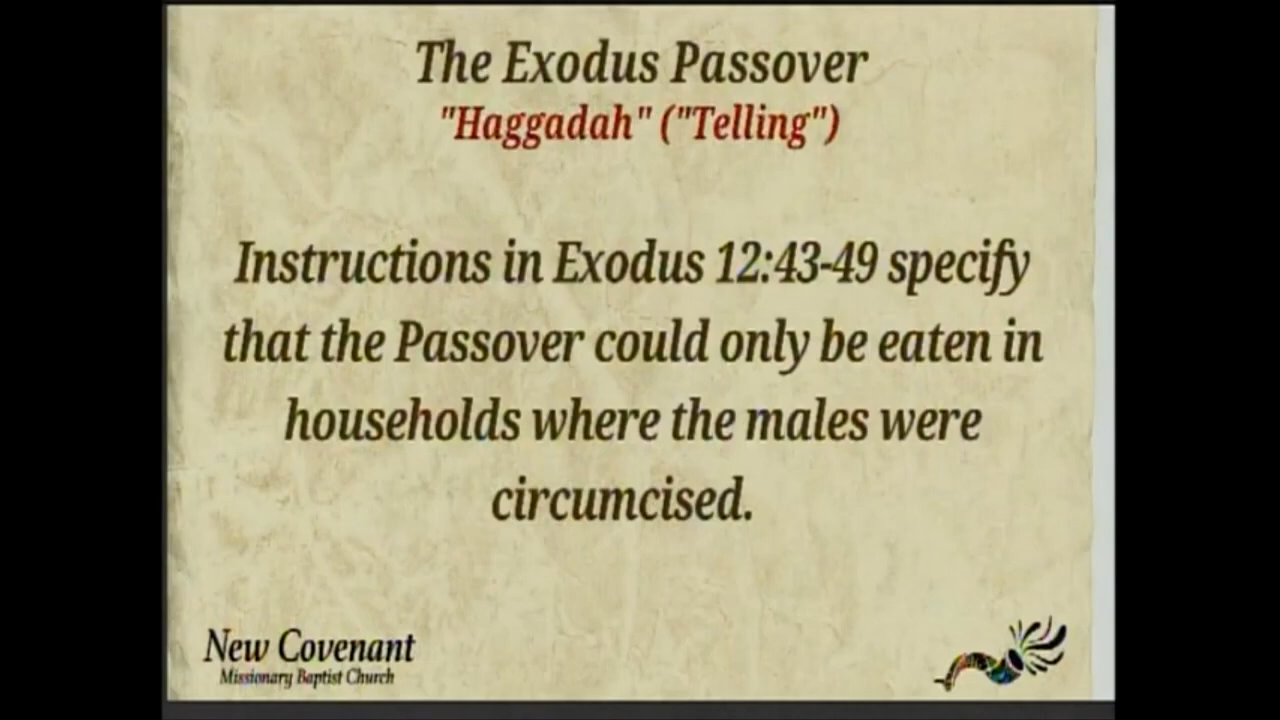 The Exodus Passover
"Haggadah" ("Telling")
Instructions in Exodus 12:43-49 specify
that the Passover could only be eaten in
households where the males were
circumcised.
New Covenant
Missionary Baptist Church